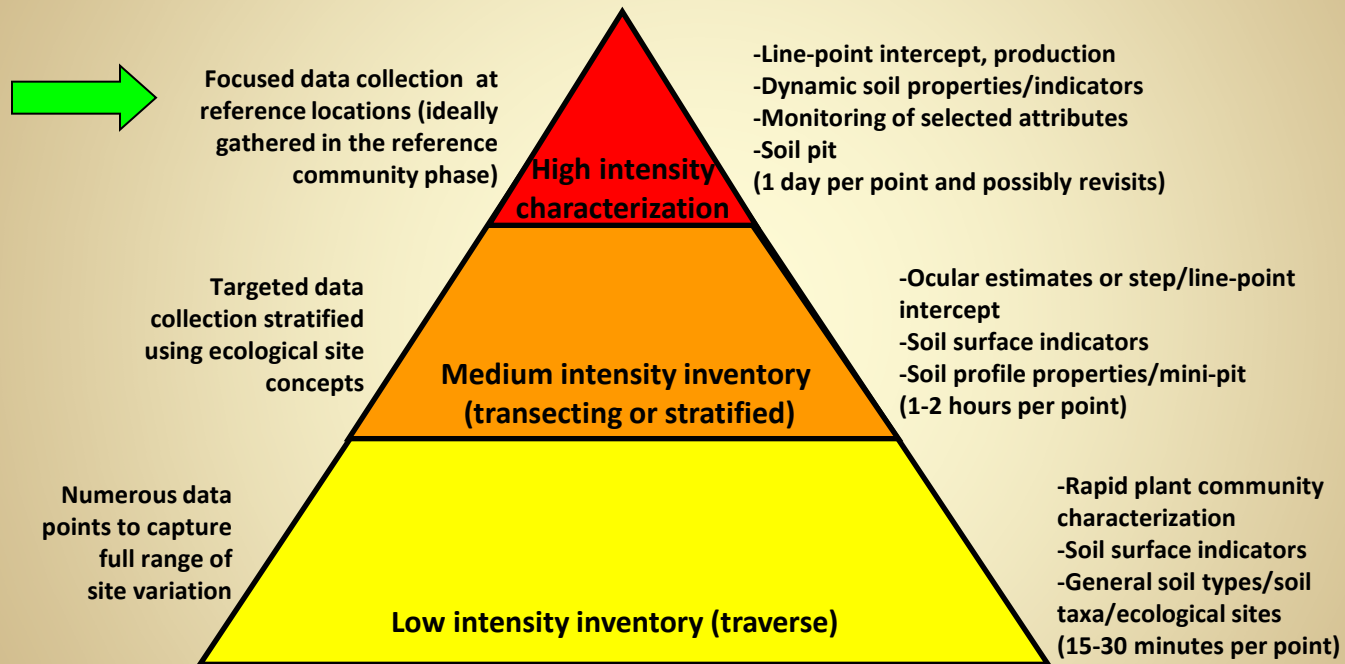 Focused data collection at
reference locations (ideally
gathered in the reference
community phase)
High intensity
characterization
-Line-point intercept, production
-Dynamic soil properties/indicators
-Monitoring of selected attributes
-Soil pit
(1 day per point and possibly revisits)
Targeted data
collection stratified
using ecological site
concepts
Medium intensity inventory
(transecting or stratified)
-Ocular estimates or step/line-point
intercept
-Soil surface indicators
-Soil profile properties/mini-pit
(1-2 hours per point)
Numerous data
points to capture
full range of
site variation
Low intensity inventory (traverse)
-Rapid plant community
characterization
-Soil surface indicators
-General soil types/soil
taxa/ecological sites
(15-30 minutes per point)